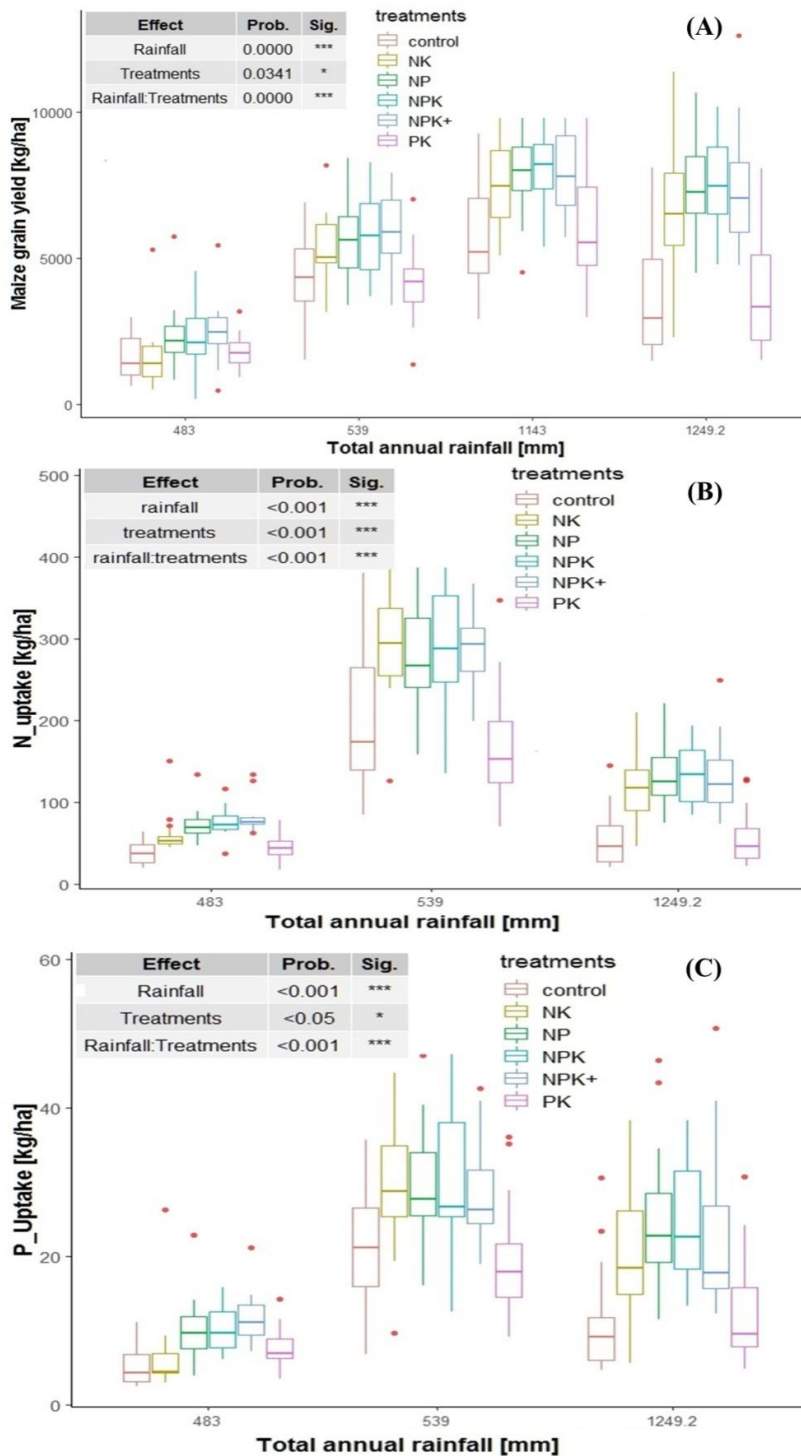 treatments
(A)
Effect Prob. Sig.
Rainfall 0.0000 ***
Treatments 0.0341 *
Rainfall:Treatments 0.0000 ***
control
NK
NP
NPK
NPK+
PK
Maize grain yield [kg/ha]
10000
5000
0
483 539 1143 1249.2
Total annual rainfall [mm]
treatments
(B)
Effect Prob. Sig.
rainfall <0.001 ***
treatments <0.001 ***
rainfall:treatments <0.001 ***
control
NK
NP
NPK
NPK+
PK
N_uptake [kg/ha]
500
400
300
200
100
0
483 539 1249.2
Total annual rainfall [mm]
treatments
(C)
Effect Prob. Sig.
Rainfall <0.001 ***
Treatments <0.05 *
Rainfall:Treatments <0.001 ***
control
NK
NP
NPK
NPK+
PK
P_Uptake [kg/ha]
60
40
20
0
483 539 1249.2
Total annual rainfall [mm]